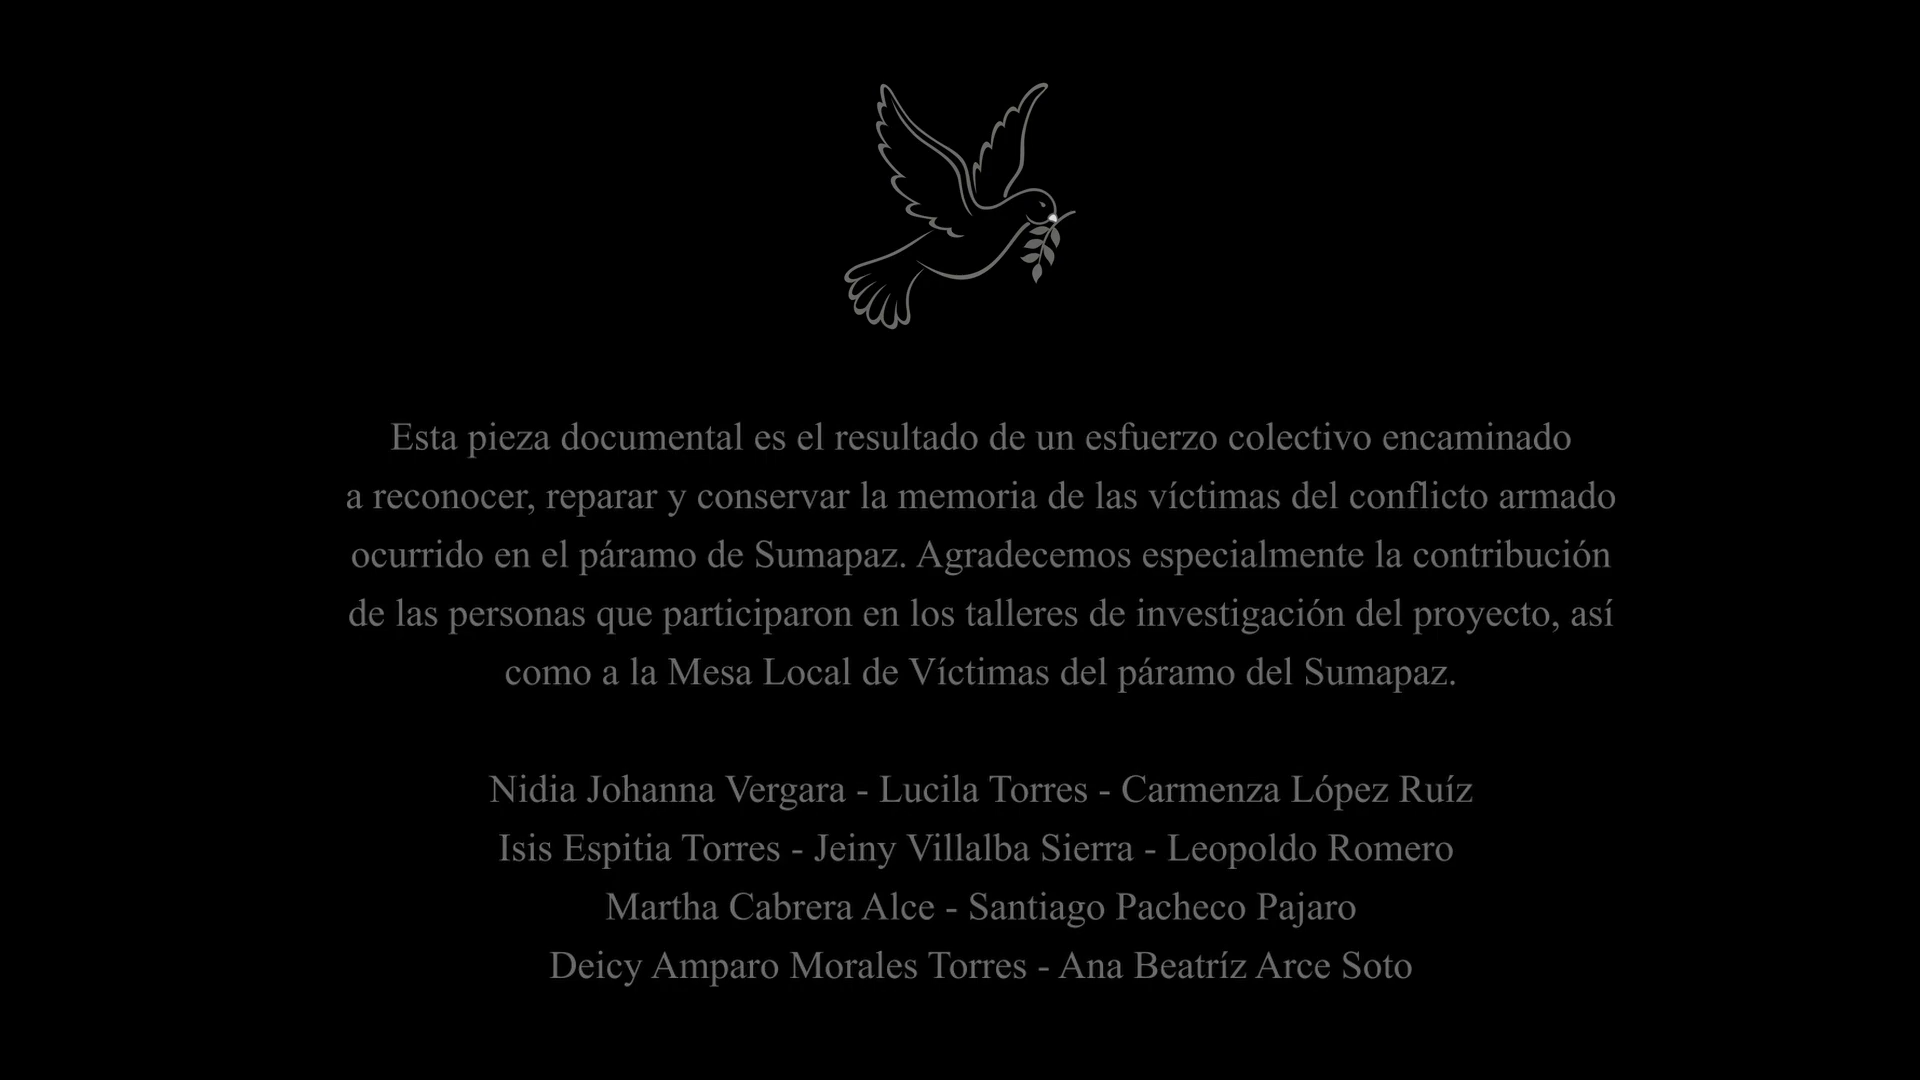 Esta pieza documental es el resultado de un esfuerzo colectivo encaminado
a reconocer, reparar y conservar la memoria de las víctimas del conflicto armado
ocurrido en el páramo de Sumapaz. Agradecemos especialmente la contribución
de las personas que participaron en los talleres de investigación del proyecto, así
como a la Mesa Local de Víctimas del páramo del Sumapaz.
Nidia Johanna Vergara - Lucila Torres - Carmenza López Ruíz
Isis Espitia Torres - Jeiny Villalba Sierra - Leopoldo Romero
Martha Cabrera Alce - Santiago Pacheco Pajaro
Deicy Amparo Morales Torres - Ana Beatríz Arce Soto